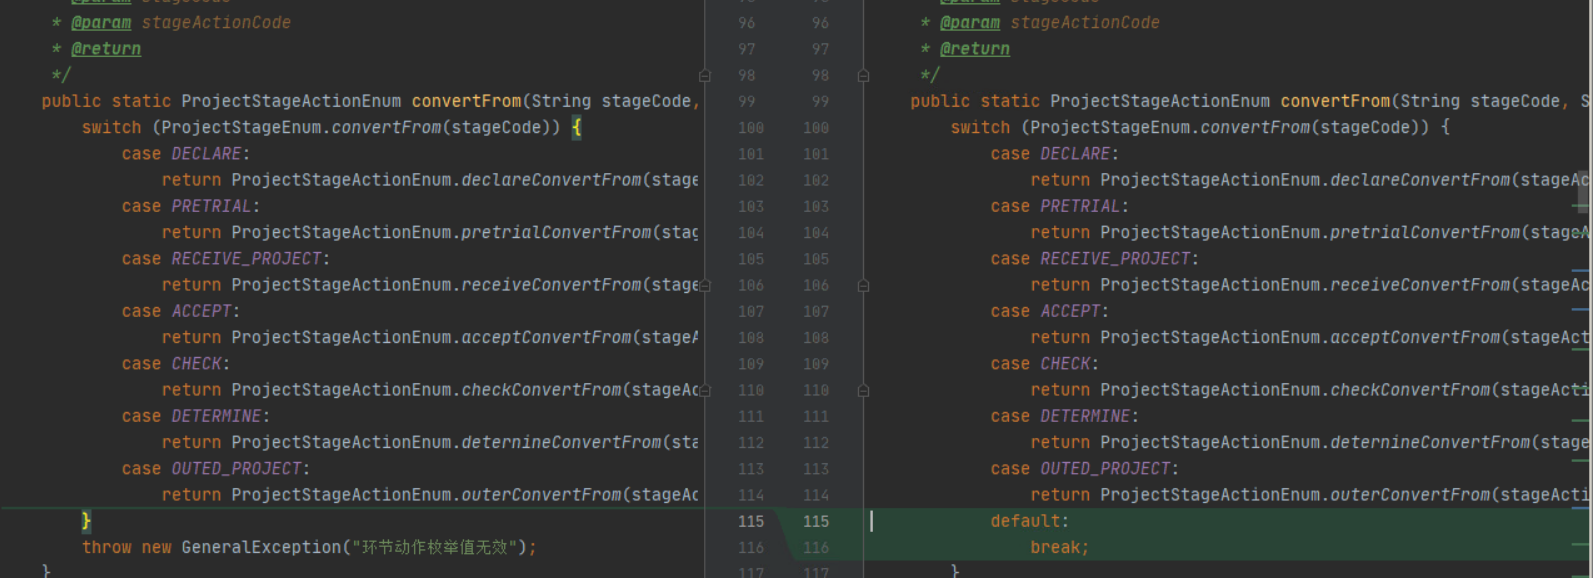 * @param stageActionCode
* @return
*/
public static ProjectStageActionEnum convertFrom(String stageCode,
switch (ProjectStageEnum.convertFrom(stageCode)) {
case DECLARE:
return ProjectStageActionEnum.declareConvertFrom(stage
case PRETRIAL:
return ProjectStageActionEnum.pretrialConvertFrom(stag
case RECEIVE_PROJECT:
return ProjectStageActionEnum.receiveConvertFrom(stage
case ACCEPT:
return ProjectStageActionEnum.acceptConvertFrom(stageA
case CHECK:
return ProjectStageActionEnum.checkConvertFrom(stageAc
case DETERMINE:
return ProjectStageActionEnum.deternineConvertFrom(sta
case OUTED_PROJECT:
return ProjectStageActionEnum.outerConvertFrom(stageAc
}
throw new GeneralException("环节动作枚举值无效");
}
96 96
97 97
98 98
99 99
100 100
101 101
102 102
103 103
104 104
105 105
106 106
107 107
108 108
109 109
110 110
111 111
112 112
113 113
114 114
115 115
116 116
117 117
* @param stageActionCode
* @return
*/
public static ProjectStageActionEnum convertFrom(String stageCode, S
switch (ProjectStageEnum.convertFrom(stageCode)) {
case DECLARE:
return ProjectStageActionEnum.declareConvertFrom(stageAc
case PRETRIAL:
return ProjectStageActionEnum.pretrialConvertFrom(stageA
case RECEIVE_PROJECT:
return ProjectStageActionEnum.receiveConvertFrom(stageAc
case ACCEPT:
return ProjectStageActionEnum.acceptConvertFrom(stageAct
case CHECK:
return ProjectStageActionEnum.checkConvertFrom(stageActi
case DETERMINE:
return ProjectStageActionEnum.deternineConvertFrom(stage
case OUTED_PROJECT:
return ProjectStageActionEnum.outerConvertFrom(stageActi
default:
break;
}